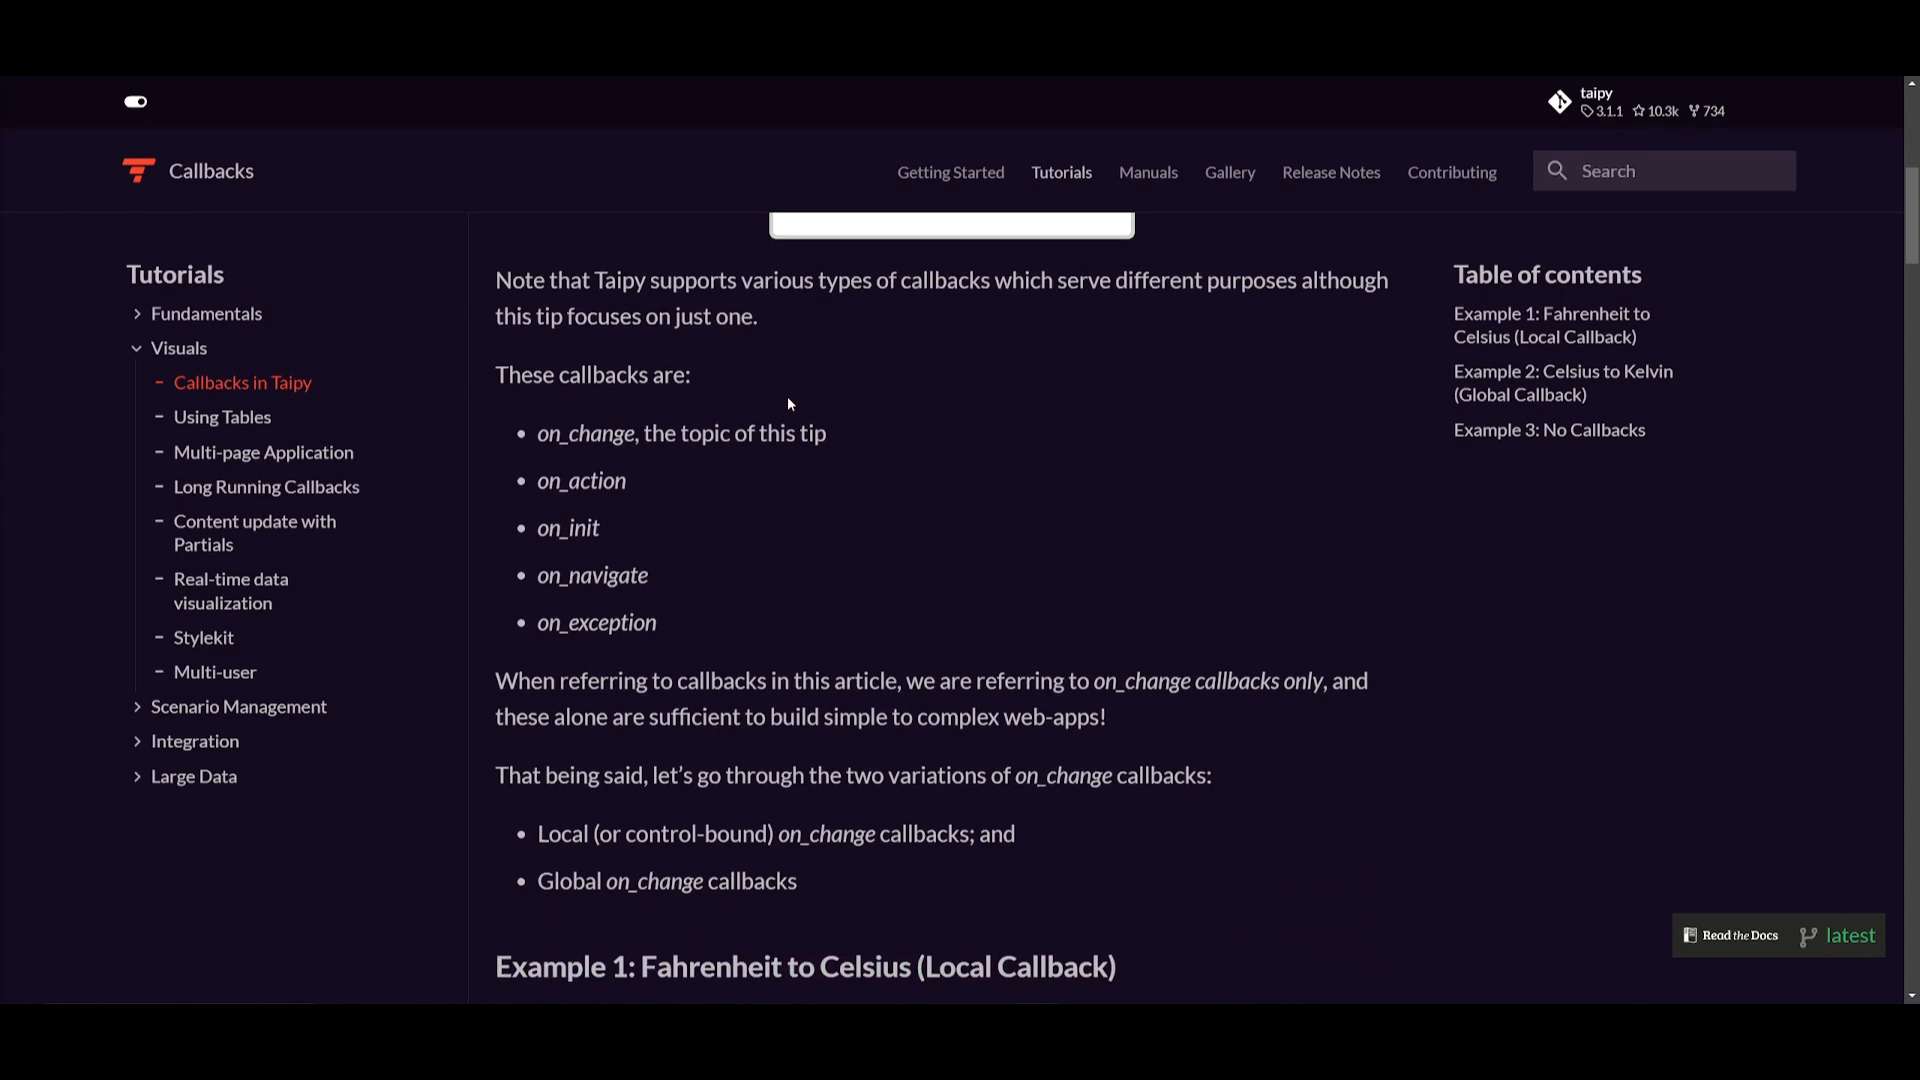 taipy
3.1.1 10.3k 734
Callbacks
Getting Started Tutorials Manuals Gallery Release Notes Contributing Search
Tutorials
Fundamentals
Visuals
Callbacks in Taipy
Using Tables
Multi-page Application
Long Running Callbacks
Content update with
Partials
Real-time data
visualization
Stylekit
Multi-user
Scenario Management
Integration
Large Data
Note that Taipy supports various types of callbacks which serve different purposes although
this tip focuses on just one.
These callbacks are:
• on_change, the topic of this tip
• on_action
• on_init
• on_navigate
• on_exception
When referring to callbacks in this article, we are referring to on_change callbacks only, and
these alone are sufficient to build simple to complex web-apps!
That being said, let’s go through the two variations of on_change callbacks:
• Local (or control-bound) on_change callbacks; and
• Global on_change callbacks
Example 1: Fahrenheit to Celsius (Local Callback)
Table of contents
Example 1: Fahrenheit to
Celsius (Local Callback)
Example 2: Celsius to Kelvin
(Global Callback)
Example 3: No Callbacks
Read the Docs latest